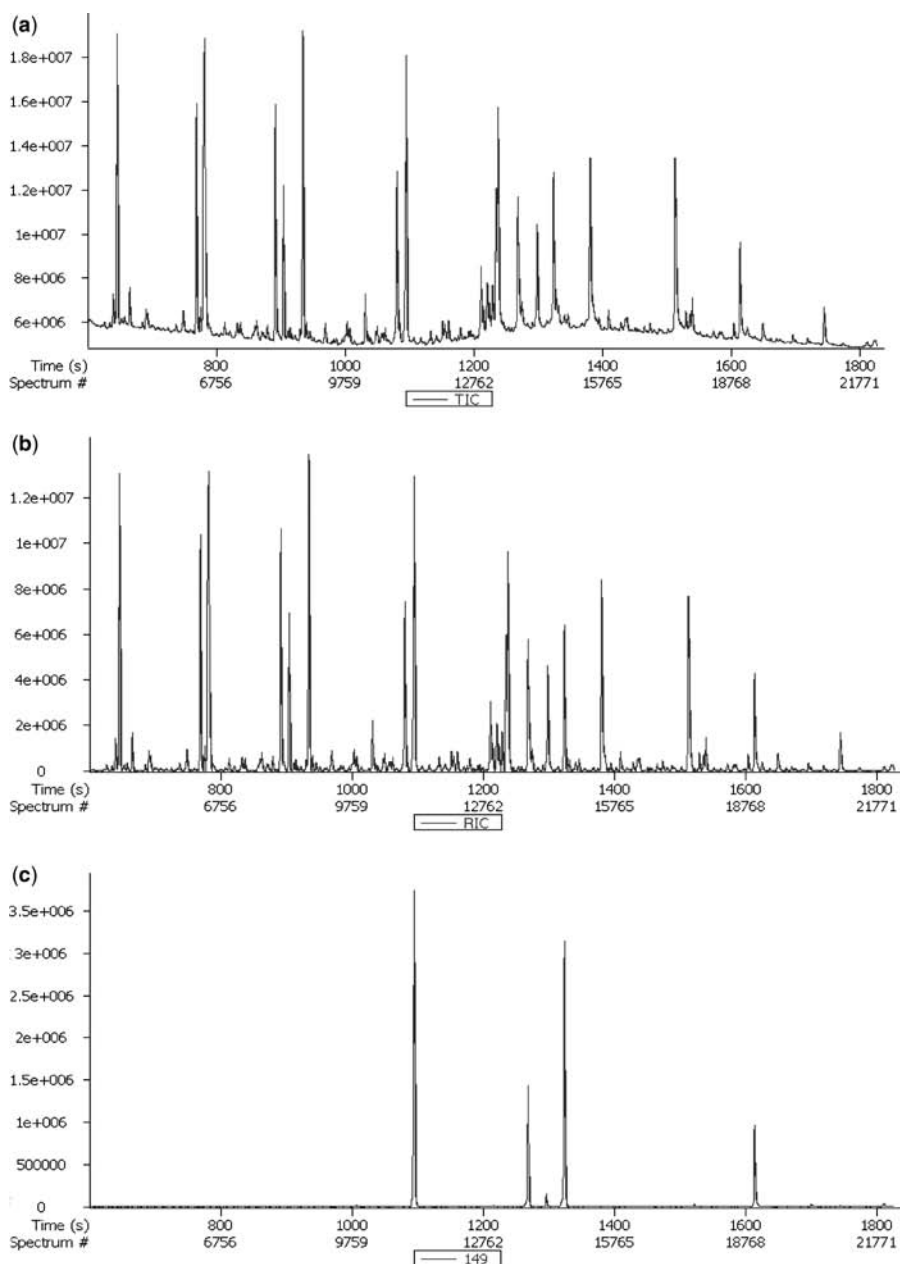 (a)
1.8e+007
1.6e+007
1.4e+007
1.2e+007
1e+007
8e+006
6e+006
Time (s) 800 1000 1200 1400 1600 1800
Spectrum # 6756 9759 12762 15765 18768 21771
TIC
(b)
1.2e+007
1e+007
8e+006
6e+006
4e+006
2e+006
0
Time (s) 800 1000 1200 1400 1600 1800
Spectrum # 6756 9759 12762 15765 18768 21771
RIC
(c)
3.5e+006
3e+006
2.5e+006
2e+006
1.5e+006
1e+006
500000
0
Time (s) 800 1000 1200 1400 1600 1800
Spectrum # 6756 9759 12762 15765 18768 21771
149